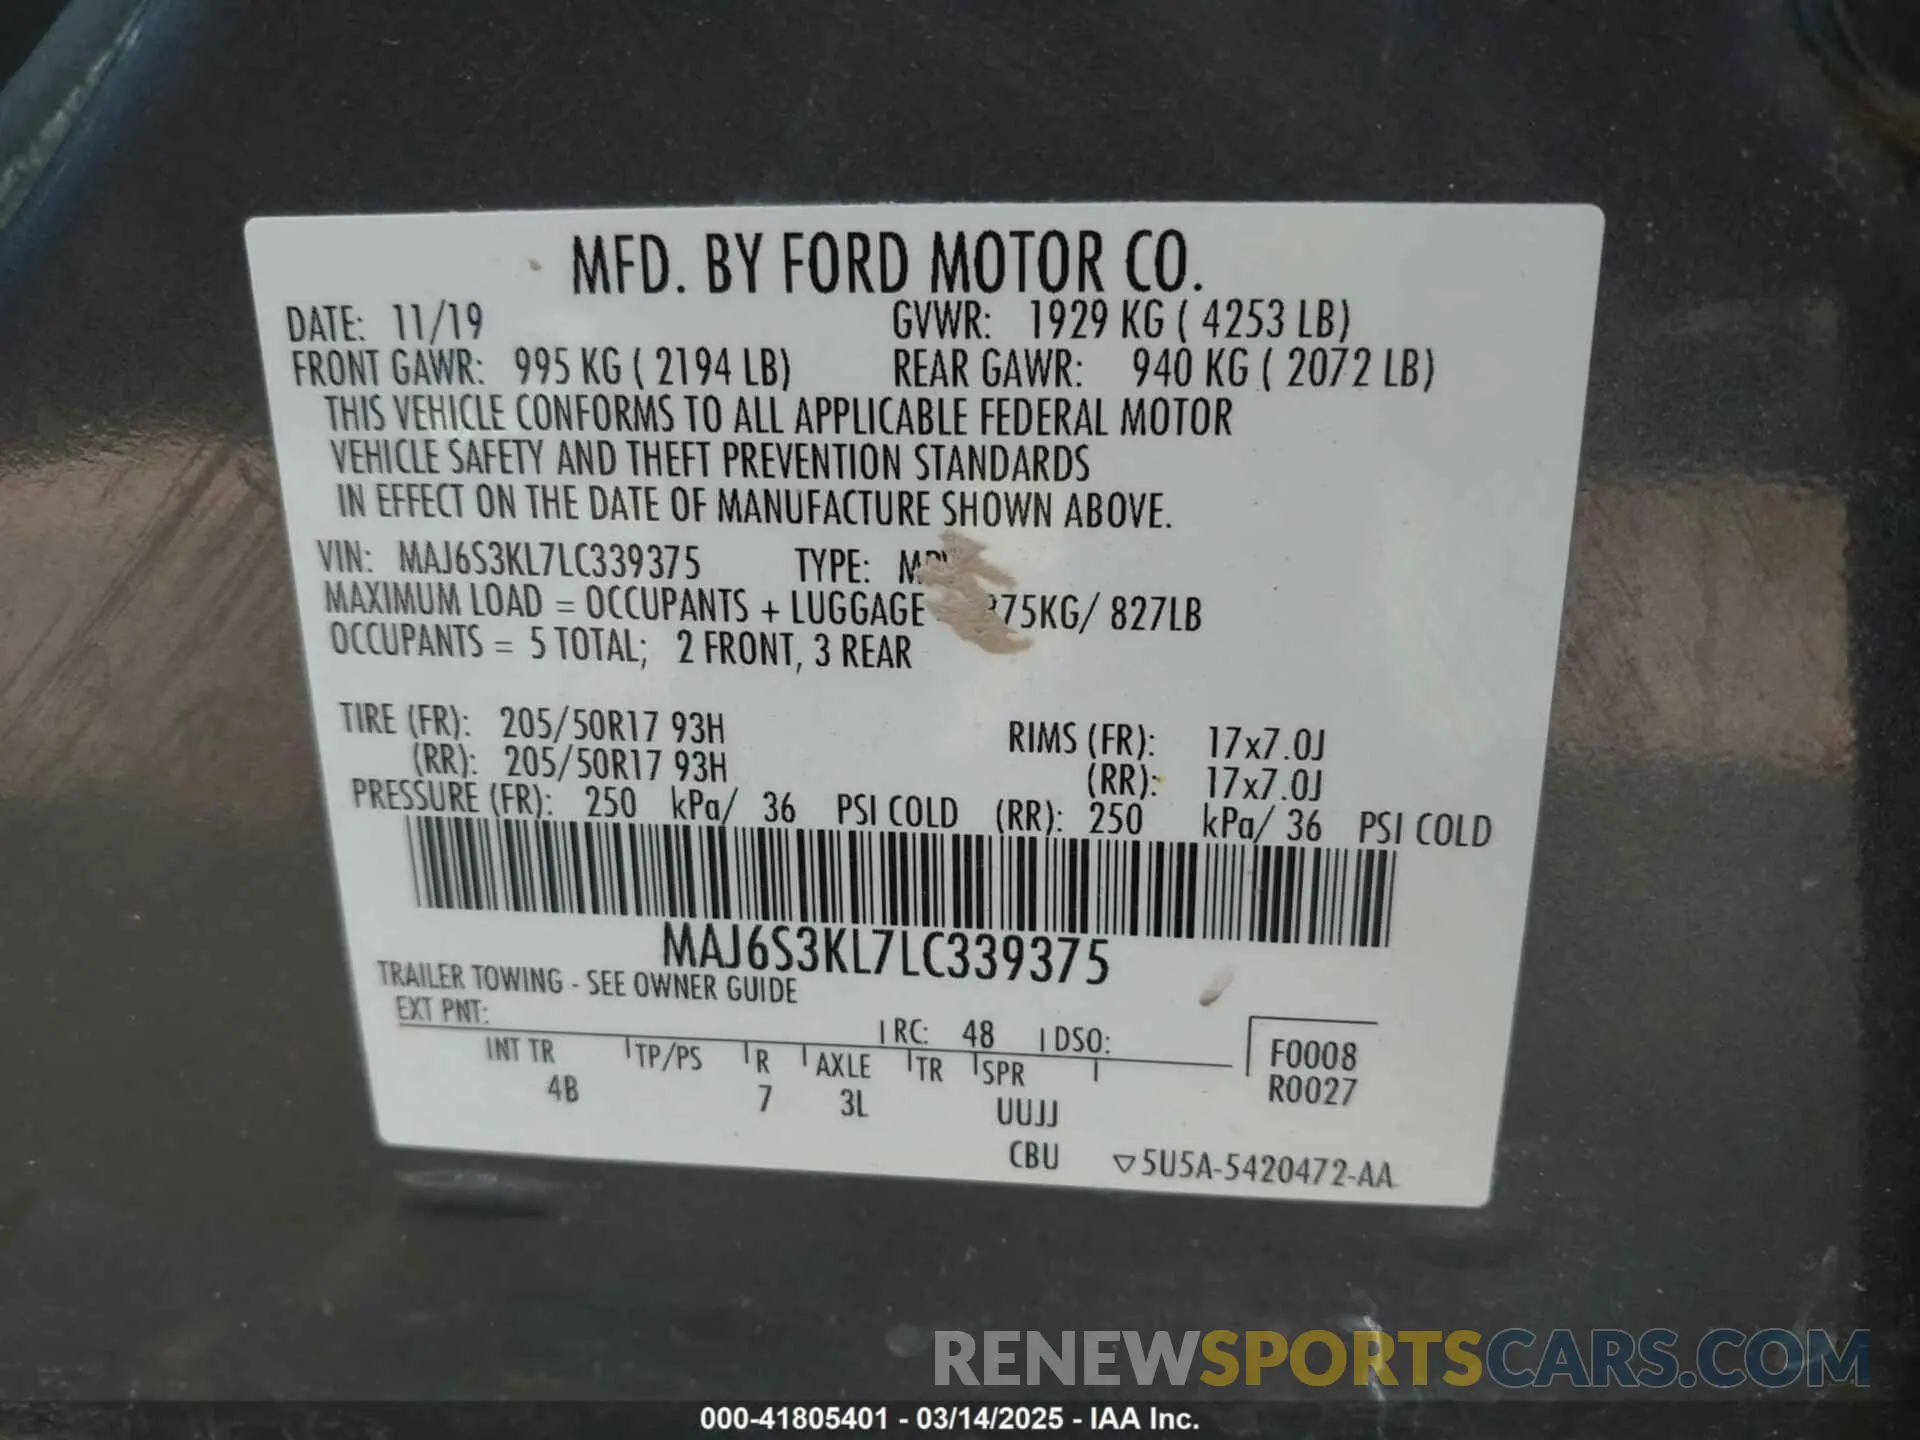 MFD. BY FORD MOTOR CO.
DATE: 11/19 GVWR: 1929 KG ( 4253 LB)
FRONT GAWR: 995 KG ( 2194 LB) REAR GAWR: 940 KG ( 2072 LB)
THIS VEHICLE CONFORMS TO ALL APPLICABLE FEDERAL MOTOR
VEHICLE SAFETY AND THEFT PREVENTION STANDARDS
IN EFFECT ON THE DATE OF MANUFACTURE SHOWN ABOVE.
VIN: MAJ6S3KL7LC339375 TYPE:
MAXIMUM LOAD = OCCUPANTS + LUGGAGE 827LB
OCCUPANTS = 5 TOTAL; 2 FRONT, 3 REAR
TIRE (FR): 205/50R17 93H RIMS (FR): 17x7.0J
(RR): 205/50R17 93H (RR): 17x7.0J
PRESSURE (FR): 250 kPa/ 36 PSI COLD (RR): 250 kPa/ 36 PSI COLD
MAJ6S3KL7LC339375
TRAILER TOWING - SEE OWNER GUIDE
EXT PNT: RC: 48 DSO:
INT TR TP/PS R AXLE TR SPR F0008
4B 7 3L UUJJ R0027
CBU ▽5U5A-5420472-AA
RENEWSPORTSCARS.COM
000-41805401 - 03/14/2025 - IAA Inc.